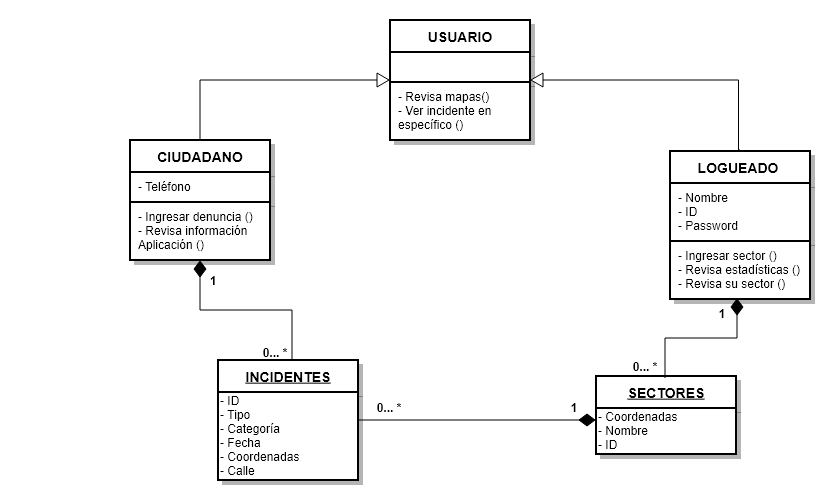 USUARIO
- Revisa mapas()
- Ver incidente en
específico ()
CIUDADANO
- Teléfono
- Ingresar denuncia ()
- Revisa información
Aplicación ()
1
LOGUEADO
- Nombre
- ID
- Password
- Ingresar sector ()
- Revisa estadísticas ()
- Revisa su sector ()
1
0... *
INCIDENTES
- ID
- Tipo
- Categoría
- Fecha
- Coordenadas
- Calle
0... *
1
0... *
SECTORES
- Coordenadas
- Nombre
- ID